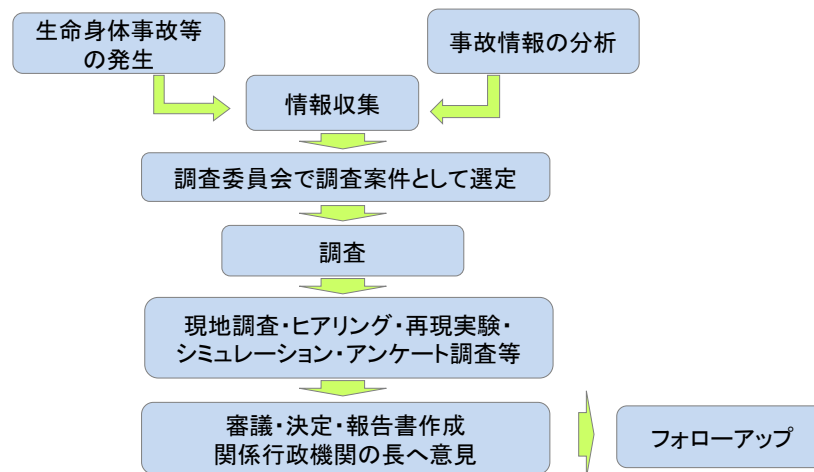 生命身体事故等
の発生
事故情報の分析
情報収集
調査委員会で調査案件として選定
調査
現地調査・ヒアリング・再現実験・
シミュレーション・アンケート調査等
審議・決定・報告書作成
関係行政機関の長へ意見
フォローアップ